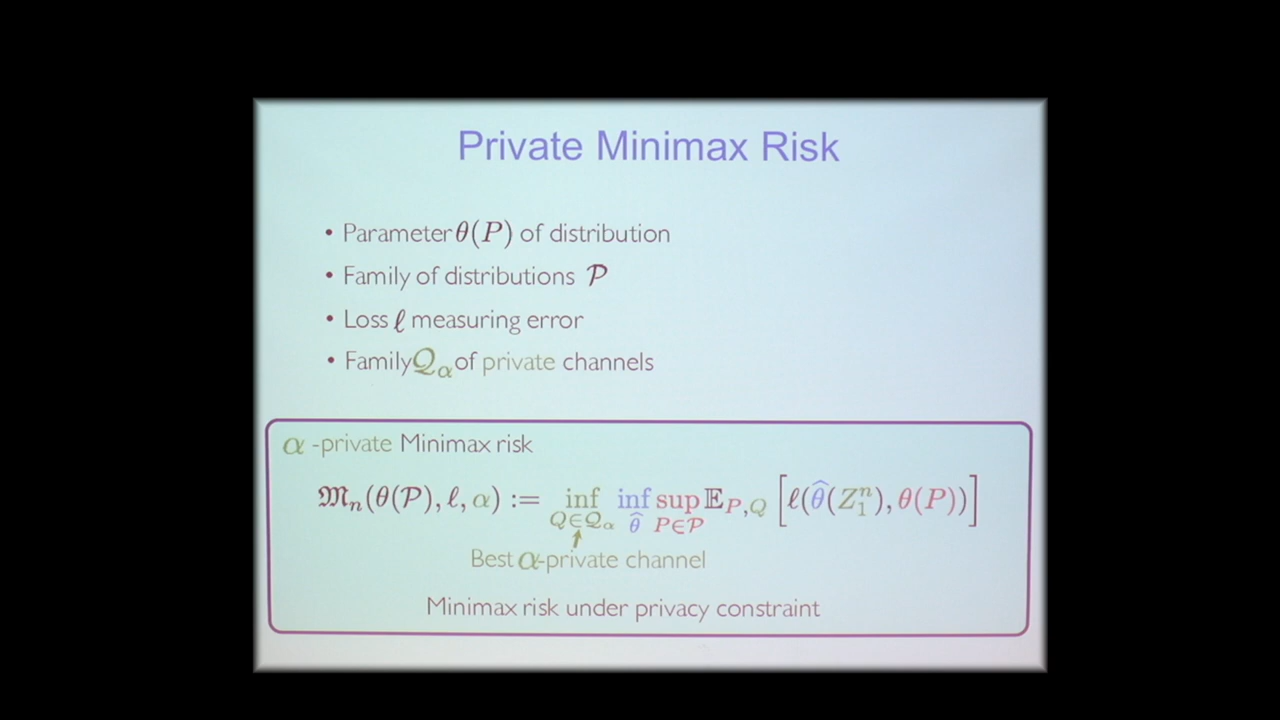 Private Minimax Risk
• Parameter θ(P) of distribution
• Family of distributions 𝒫
• Loss ℓ measuring error
• Family 𝒬_α of private channels
α -private Minimax risk
𝔐_n(θ(𝒫), ℓ, α) := inf_{Q∈𝒬_α} inf_{θ̂} sup_{P∈𝒫} 𝔼_{P,Q} [ℓ(θ̂(Z_1^n), θ(P))]
Best α-private channel
Minimax risk under privacy constraint